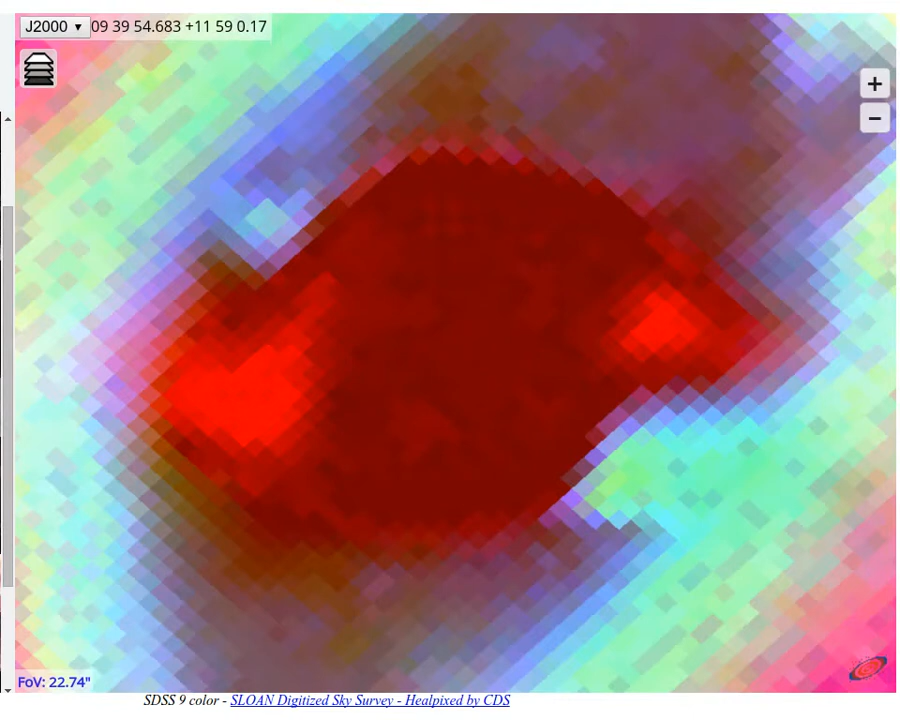 J2000 ▼ 09 39 54.683 +11 59 0.17
+
−
FoV: 22.74"
SDSS 9 color - SLOAN Digitized Sky Survey - Healpixed by CDS